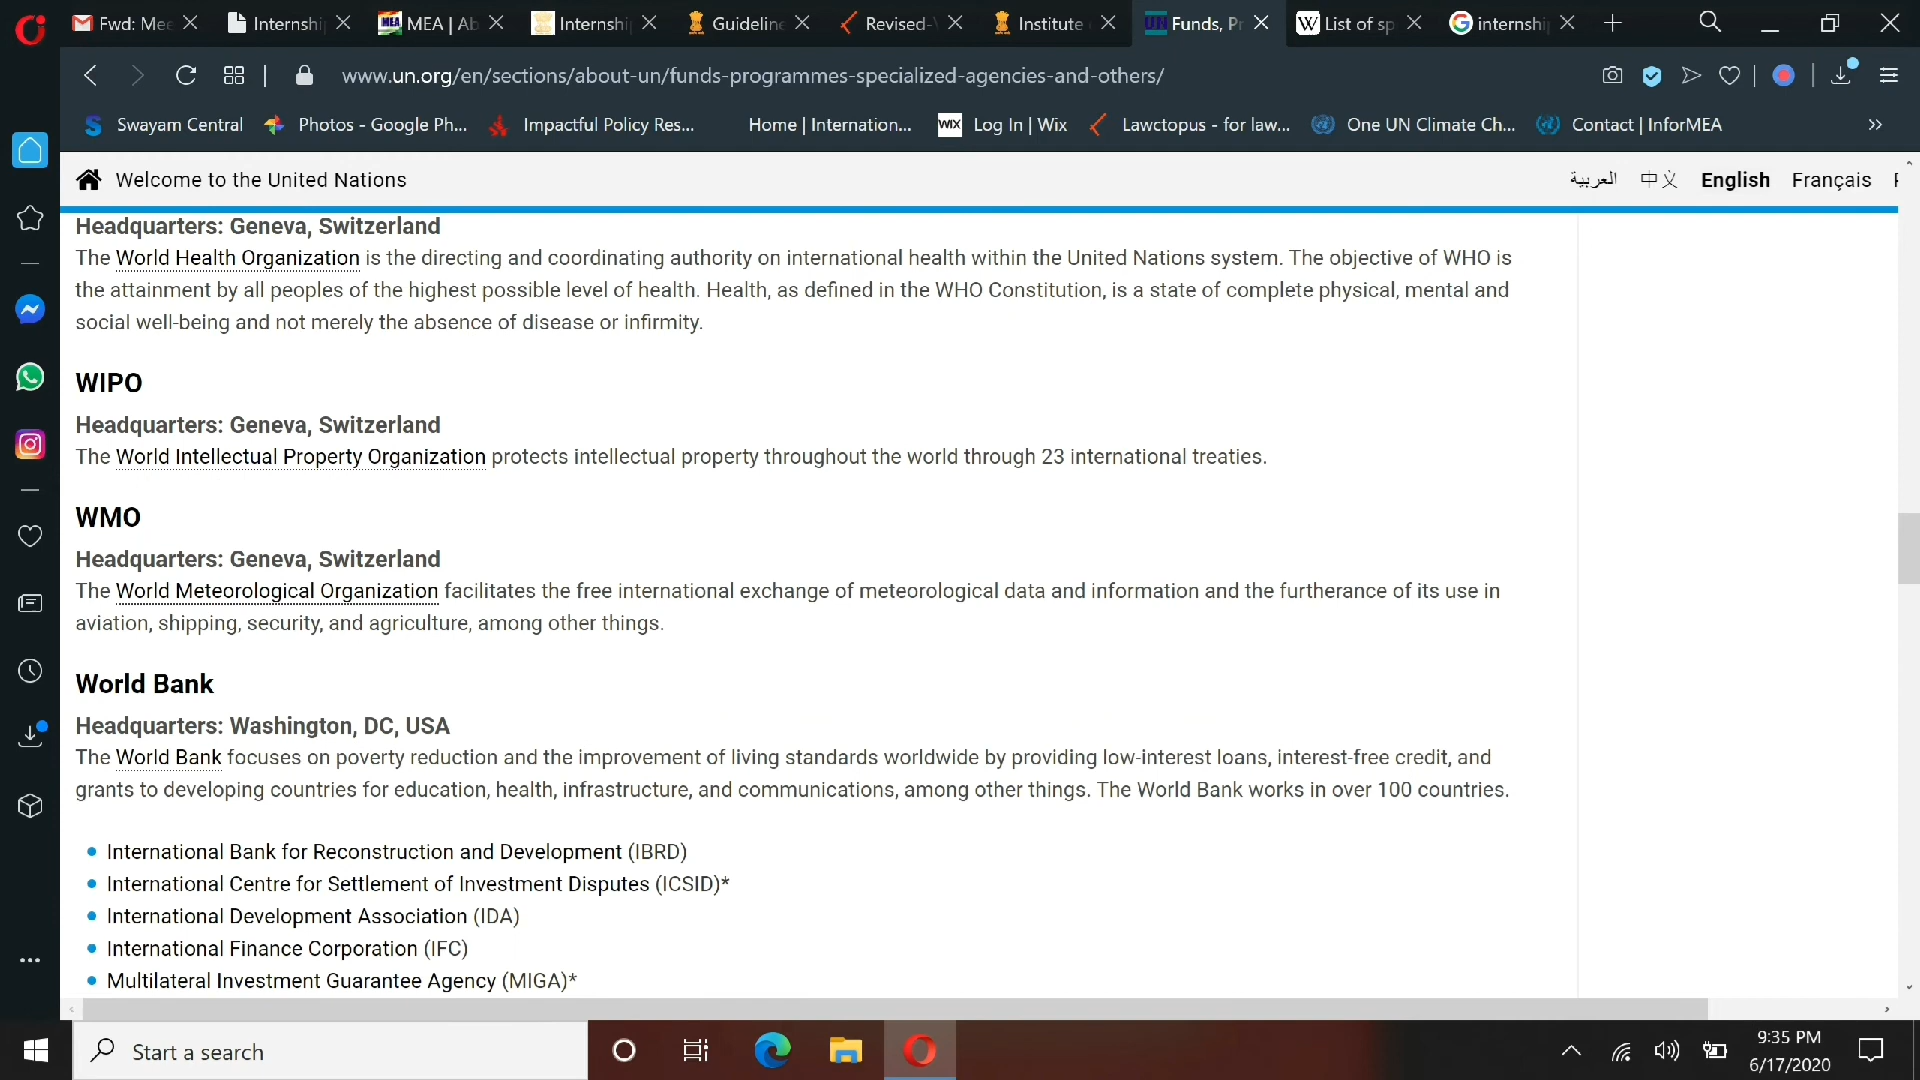 Fwd: Mee
Internshi
MEA | Ab
Internshi
Guideline
Revised-
Institute
Funds, Pr
List of sp
internshi
www.un.org/en/sections/about-un/funds-programmes-specialized-agencies-and-others/
Swayam Central
Photos - Google Ph...
Impactful Policy Res...
Home | Internation...
WiX Log In | Wix
Lawctopus - for law...
One UN Climate Ch...
Contact | InforMEA
Welcome to the United Nations
العربية
中文
English
Français
Headquarters: Geneva, Switzerland
The World Health Organization is the directing and coordinating authority on international health within the United Nations system. The objective of WHO is
the attainment by all peoples of the highest possible level of health. Health, as defined in the WHO Constitution, is a state of complete physical, mental and
social well-being and not merely the absence of disease or infirmity.
WIPO
Headquarters: Geneva, Switzerland
The World Intellectual Property Organization protects intellectual property throughout the world through 23 international treaties.
WMO
Headquarters: Geneva, Switzerland
The World Meteorological Organization facilitates the free international exchange of meteorological data and information and the furtherance of its use in
aviation, shipping, security, and agriculture, among other things.
World Bank
Headquarters: Washington, DC, USA
The World Bank focuses on poverty reduction and the improvement of living standards worldwide by providing low-interest loans, interest-free credit, and
grants to developing countries for education, health, infrastructure, and communications, among other things. The World Bank works in over 100 countries.
International Bank for Reconstruction and Development (IBRD)
International Centre for Settlement of Investment Disputes (ICSID)*
International Development Association (IDA)
International Finance Corporation (IFC)
Multilateral Investment Guarantee Agency (MIGA)*
Start a search
9:35 PM
6/17/2020